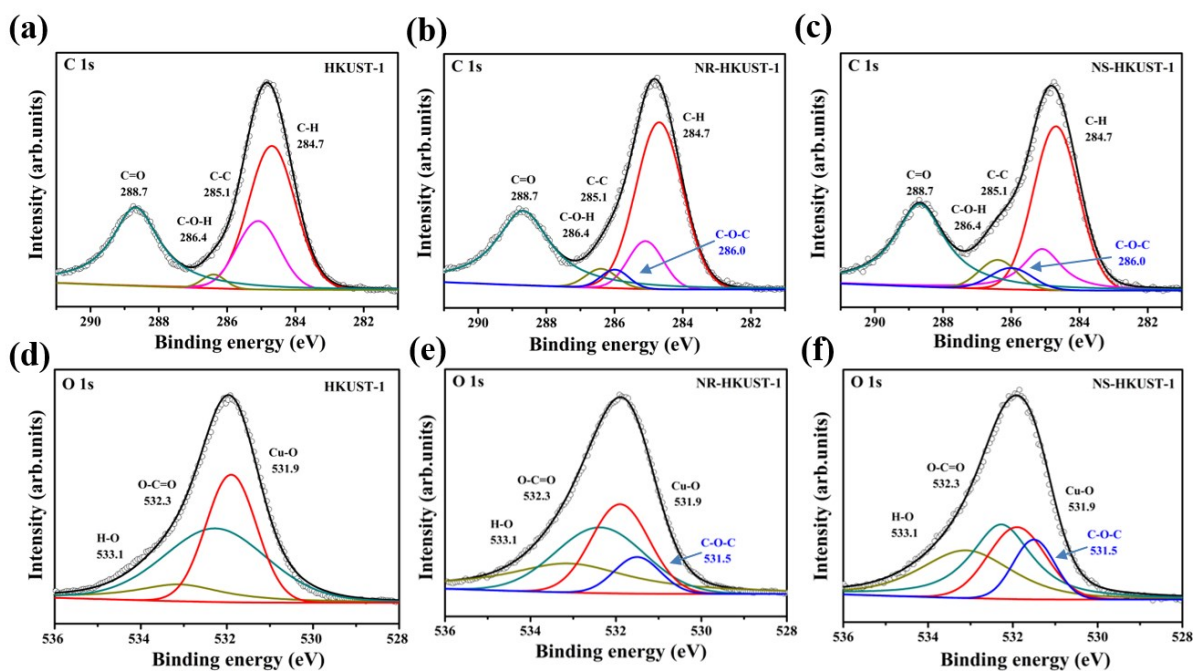 (a)
C 1s
HKUST-1
C-H
284.7
C=O
288.7
C-C
285.1
C-O-H
286.4
Intensity (arb.units)
290 288 286 284 282
Binding energy (eV)
(b)
C 1s
NR-HKUST-1
C-H
284.7
C=O
288.7
C-C
285.1
C-O-H
286.4
C-O-C
286.0
Intensity (arb.units)
290 288 286 284 282
Binding energy (eV)
(c)
C 1s
NS-HKUST-1
C-H
284.7
C=O
288.7
C-C
285.1
C-O-H
286.4
C-O-C
286.0
Intensity (arb.units)
290 288 286 284 282
Binding energy (eV)
(d)
O 1s
HKUST-1
Cu-O
531.9
O-C=O
532.3
H-O
533.1
Intensity (arb.units)
536 534 532 530 528
Binding energy (eV)
(e)
O 1s
NR-HKUST-1
O-C=O
532.3
Cu-O
531.9
H-O
533.1
C-O-C
531.5
Intensity (arb.units)
536 534 532 530 528
Binding energy (eV)
(f)
O 1s
NS-HKUST-1
O-C=O
532.3
Cu-O
531.9
H-O
533.1
C-O-C
531.5
Intensity (arb.units)
536 534 532 530 528
Binding energy (eV)